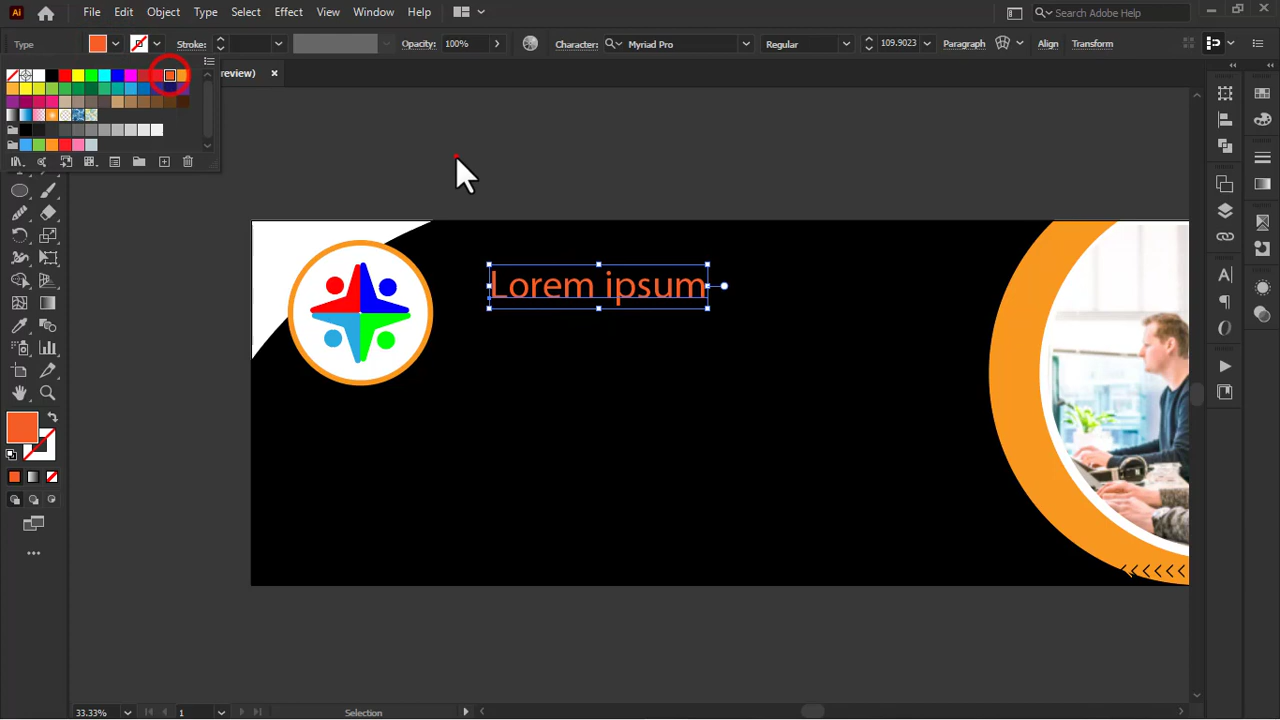 Ai File Edit Object Type Select Effect View Window Help Search Adobe Help
Type Stroke: Opacity: 100% Character: Myriad Pro Regular 109.9023 Paragraph Align Transform
review) ×
Lorem ipsum
33.33% 1 Selection